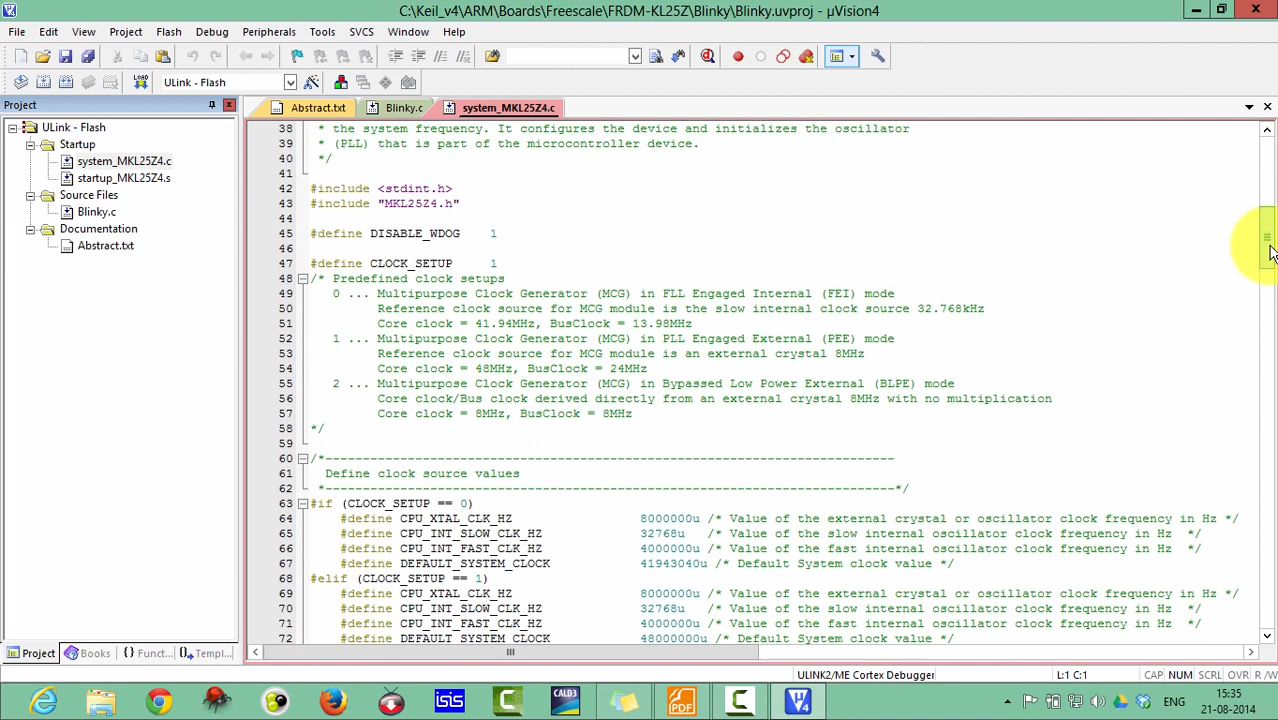 C:\Keil_v4\ARM\Boards\Freescale\FRDM-KL25Z\Blinky\Blinky.uvproj - µVision4
File Edit View Project Flash Debug Peripherals Tools SVCS Window Help
LOAD ULink - Flash
Project
ULink - Flash
Startup
system_MKL25Z4.c
startup_MKL25Z4.s
Source Files
Blinky.c
Documentation
Abstract.txt
Project Books {} Funct... Templ...
Abstract.txt Blinky.c system_MKL25Z4.c
38 * the system frequency. It configures the device and initializes the oscillator
39 * (PLL) that is part of the microcontroller device.
40 */
41
42 #include <stdint.h>
43 #include "MKL25Z4.h"
44
45 #define DISABLE_WDOG 1
46
47 #define CLOCK_SETUP 1
48 /* Predefined clock setups
49 0 ... Multipurpose Clock Generator (MCG) in FLL Engaged Internal (FEI) mode
50 Reference clock source for MCG module is the slow internal clock source 32.768kHz
51 Core clock = 41.94MHz, BusClock = 13.98MHz
52 1 ... Multipurpose Clock Generator (MCG) in PLL Engaged External (PEE) mode
53 Reference clock source for MCG module is an external crystal 8MHz
54 Core clock = 48MHz, BusClock = 24MHz
55 2 ... Multipurpose Clock Generator (MCG) in Bypassed Low Power External (BLPE) mode
56 Core clock/Bus clock derived directly from an external crystal 8MHz with no multiplication
57 Core clock = 8MHz, BusClock = 8MHz
58 */
59
60 /*----------------------------------------------------------------------------
61 Define clock source values
62 *----------------------------------------------------------------------------*/
63 #if (CLOCK_SETUP == 0)
64 #define CPU_XTAL_CLK_HZ 8000000u /* Value of the external crystal or oscillator clock frequency in Hz */
65 #define CPU_INT_SLOW_CLK_HZ 32768u /* Value of the slow internal oscillator clock frequency in Hz */
66 #define CPU_INT_FAST_CLK_HZ 4000000u /* Value of the fast internal oscillator clock frequency in Hz */
67 #define DEFAULT_SYSTEM_CLOCK 41943040u /* Default System clock value */
68 #elif (CLOCK_SETUP == 1)
69 #define CPU_XTAL_CLK_HZ 8000000u /* Value of the external crystal or oscillator clock frequency in Hz */
70 #define CPU_INT_SLOW_CLK_HZ 32768u /* Value of the slow internal oscillator clock frequency in Hz */
71 #define CPU_INT_FAST_CLK_HZ 4000000u /* Value of the fast internal oscillator clock frequency in Hz */
72 #define DEFAULT_SYSTEM_CLOCK 48000000u /* Default System clock value */
ULINK2/ME Cortex Debugger L:1 C:1 CAP NUM SCRL OVR R /W
isis CALD3 PDF ENG 15:35
21-08-2014